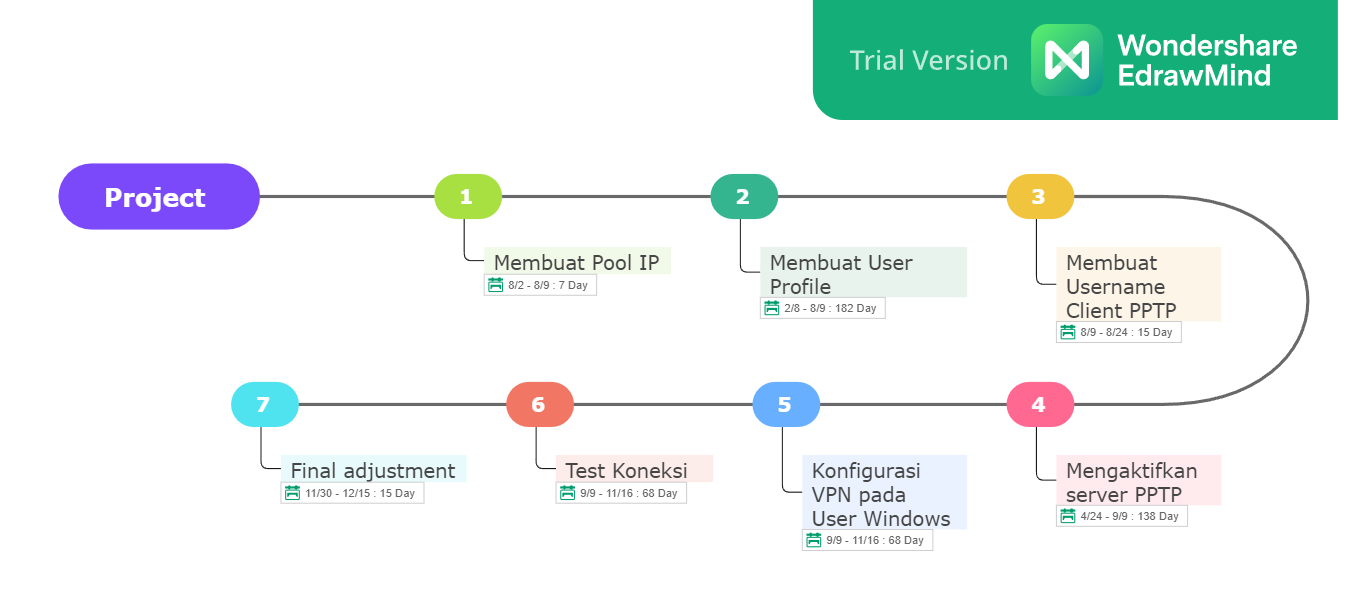 Trial Version
Wondershare
EdrawMind
Project
1
2
3
Membuat Pool IP
8/2 - 8/9 : 7 Day
Membuat User
Profile
2/8 - 8/9 : 182 Day
Membuat
Username
Client PPTP
8/9 - 8/24 : 15 Day
7
6
5
4
Final adjustment
11/30 - 12/15 : 15 Day
Test Koneksi
9/9 - 11/16 : 68 Day
Konfigurasi
VPN pada
User Windows
9/9 - 11/16 : 68 Day
Mengaktifkan
server PPTP
4/24 - 9/9 : 138 Day